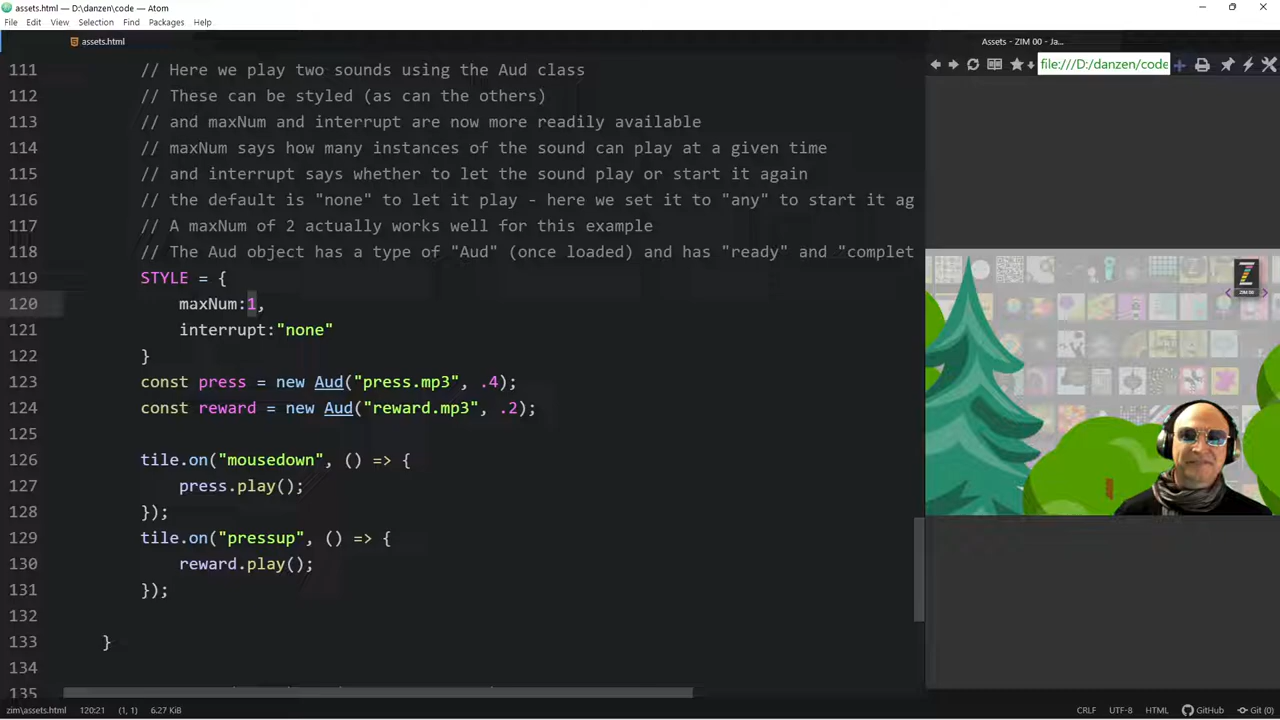 assets.html — D:\danzen\code — Atom
File Edit View Selection Find Packages Help
assets.html
Assets - ZIM 00 - Ja...
file:///D:/danzen/code
111 // Here we play two sounds using the Aud class
112 // These can be styled (as can the others)
113 // and maxNum and interrupt are now more readily available
114 // maxNum says how many instances of the sound can play at a given time
115 // and interrupt says whether to let the sound play or start it again
116 // the default is "none" to let it play - here we set it to "any" to start it ag
117 // A maxNum of 2 actually works well for this example
118 // The Aud object has a type of "Aud" (once loaded) and has "ready" and "complet
119 STYLE = {
120 maxNum:1,
121 interrupt:"none"
122 }
123 const press = new Aud("press.mp3", .4);
124 const reward = new Aud("reward.mp3", .2);
125
126 tile.on("mousedown", () => {
127 press.play();
128 });
129 tile.on("pressup", () => {
130 reward.play();
131 });
132
133 }
134
135
ZIM 00
zim\assets.html 120:21 (1, 1) 6.27 KiB CRLF UTF-8 HTML GitHub Git (0)